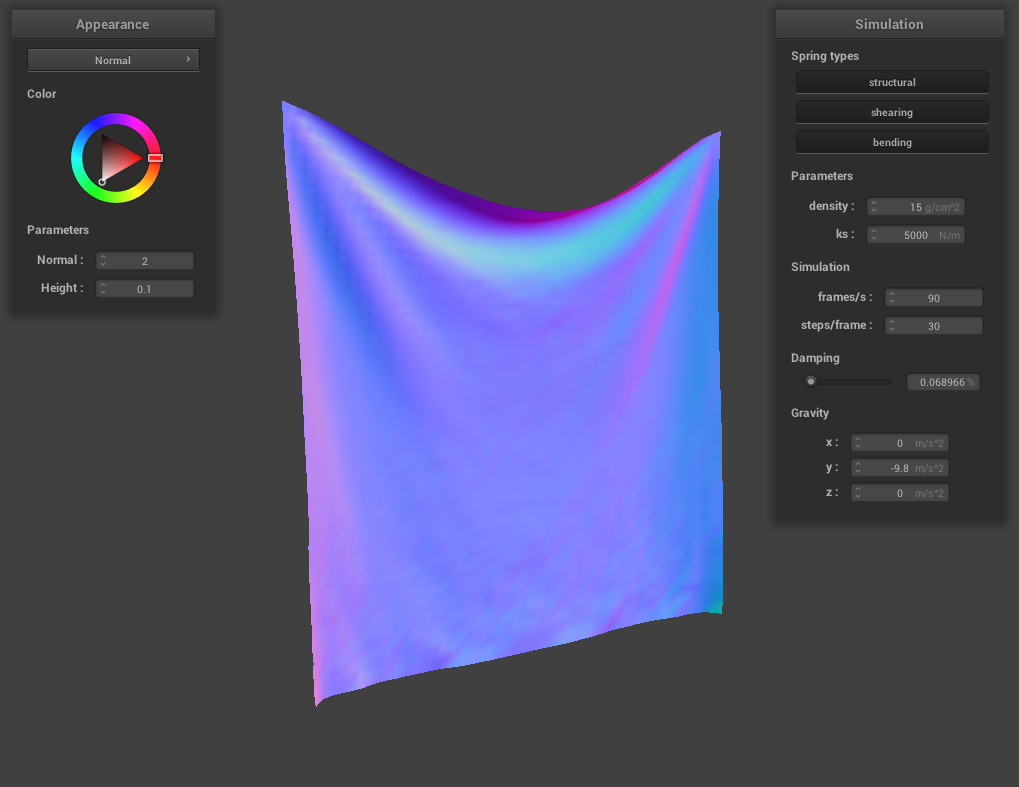 Appearance
Normal
Color
Parameters
Normal : 2
Height : 0.1
Simulation
Spring types
structural
shearing
bending
Parameters
density : 15 g/cm^2
ks : 5000 N/m
Simulation
frames/s : 90
steps/frame : 30
Damping
0.068966 %
Gravity
x : 0 m/s^2
y : -9.8 m/s^2
z : 0 m/s^2